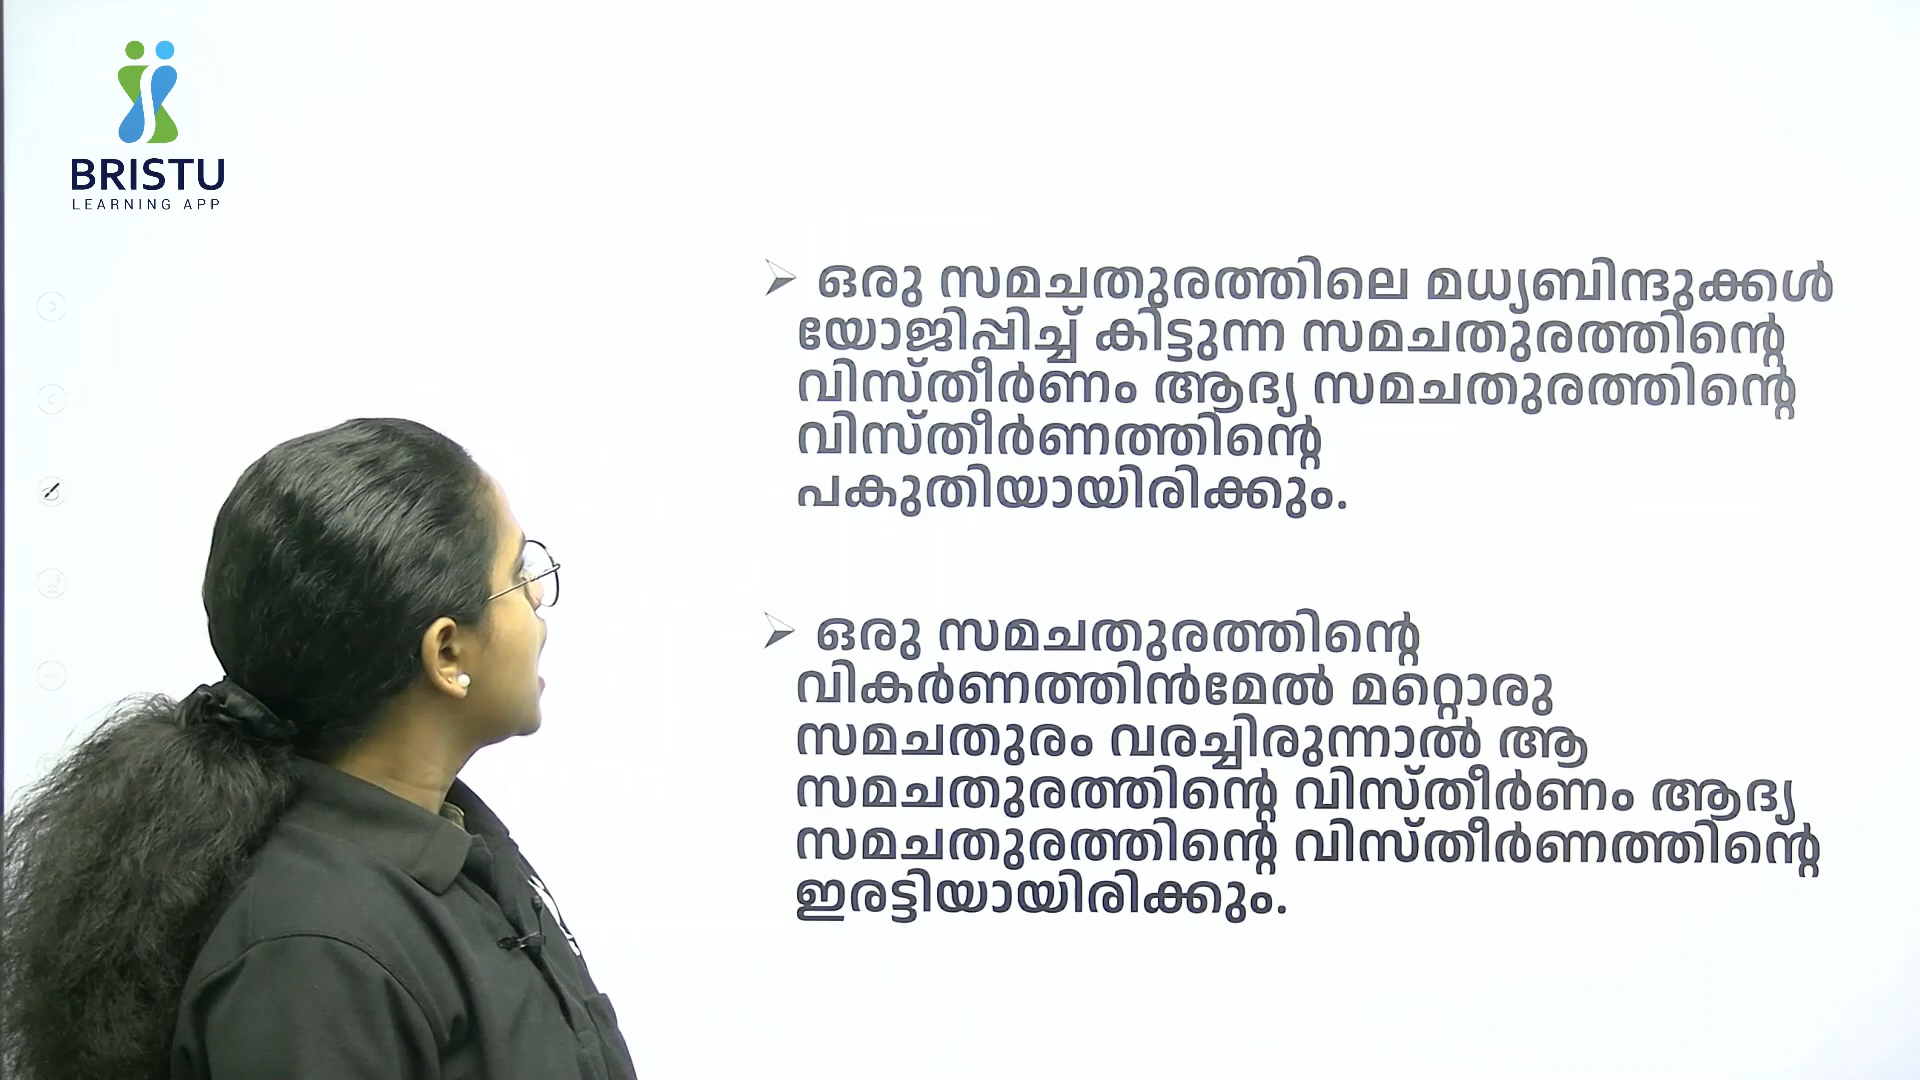 BRISTU
LEARNING APP
ഒരു സമചതുരത്തിലെ മധ്യബിന്ദുക്കൾ
യോജിപ്പിച്ച് കിട്ടുന്ന സമചതുരത്തിന്റെ
വിസ്തീർണം ആദ്യ സമചതുരത്തിന്റെ
വിസ്തീർണത്തിന്റെ
പകുതിയായിരിക്കും.
ഒരു സമചതുരത്തിന്റെ
വികർണത്തിൻമേൽ മറ്റൊരു
സമചതുരം വരച്ചിരുന്നാൽ ആ
സമചതുരത്തിന്റെ വിസ്തീർണം ആദ്യ
സമചതുരത്തിന്റെ വിസ്തീർണത്തിന്റെ
ഇരട്ടിയായിരിക്കും.